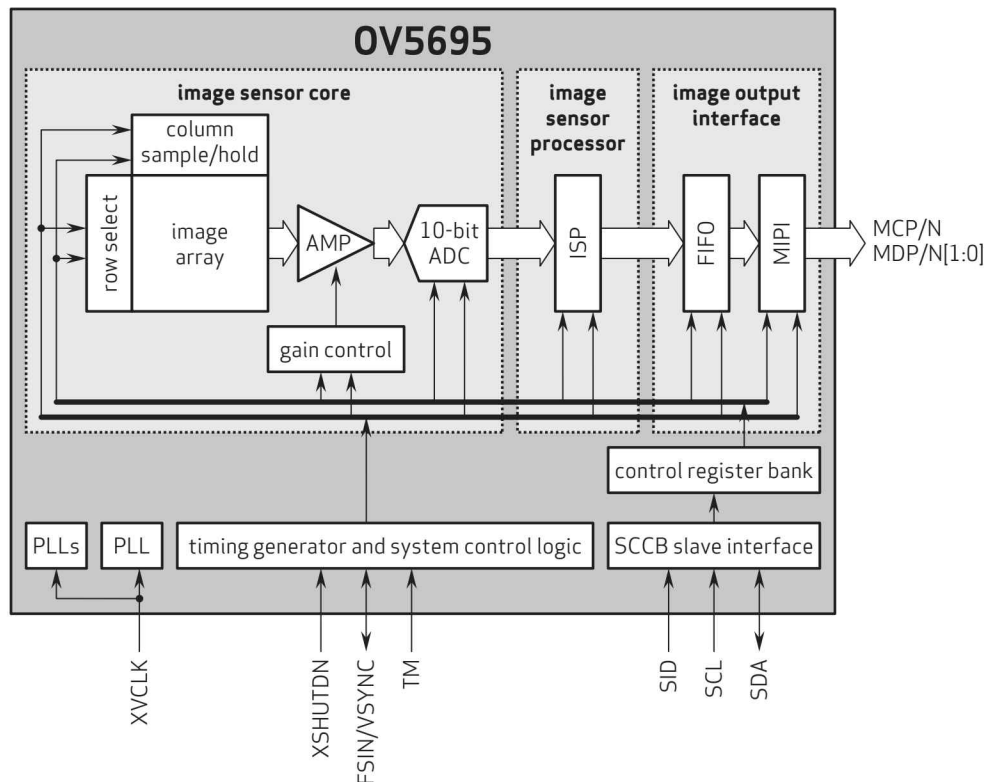 OV5695
image sensor core
image
sensor
processor
image output
interface
column
sample/hold
row select
image
array
AMP
10-bit
ADC
ISP
FIFO
MIPI
MCP/N
MDP/N[1:0]
gain control
control register bank
PLLs
PLL
timing generator and system control logic
SCCB slave interface
XVCLK
XSHUTDN
FSIN/VSYNC
TM
SID
SCL
SDA